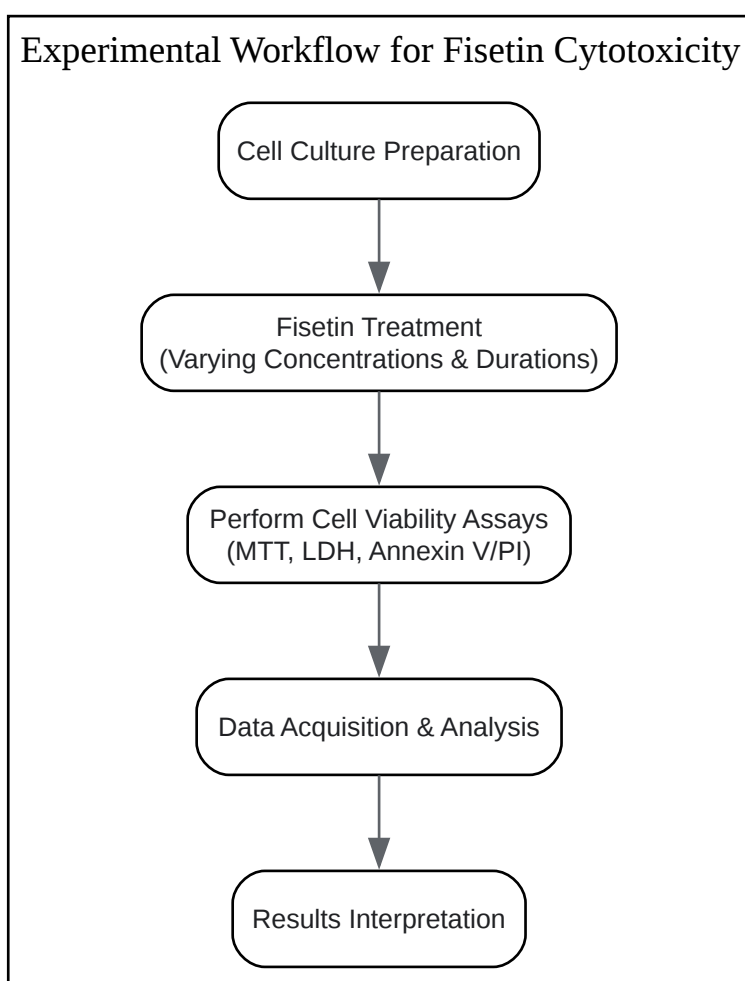 Experimental Workflow for Fisetin Cytotoxicity
Cell Culture Preparation
Fisetin Treatment
(Varying Concentrations & Durations)
Perform Cell Viability Assays
(MTT, LDH, Annexin V/PI)
Data Acquisition & Analysis
Results Interpretation